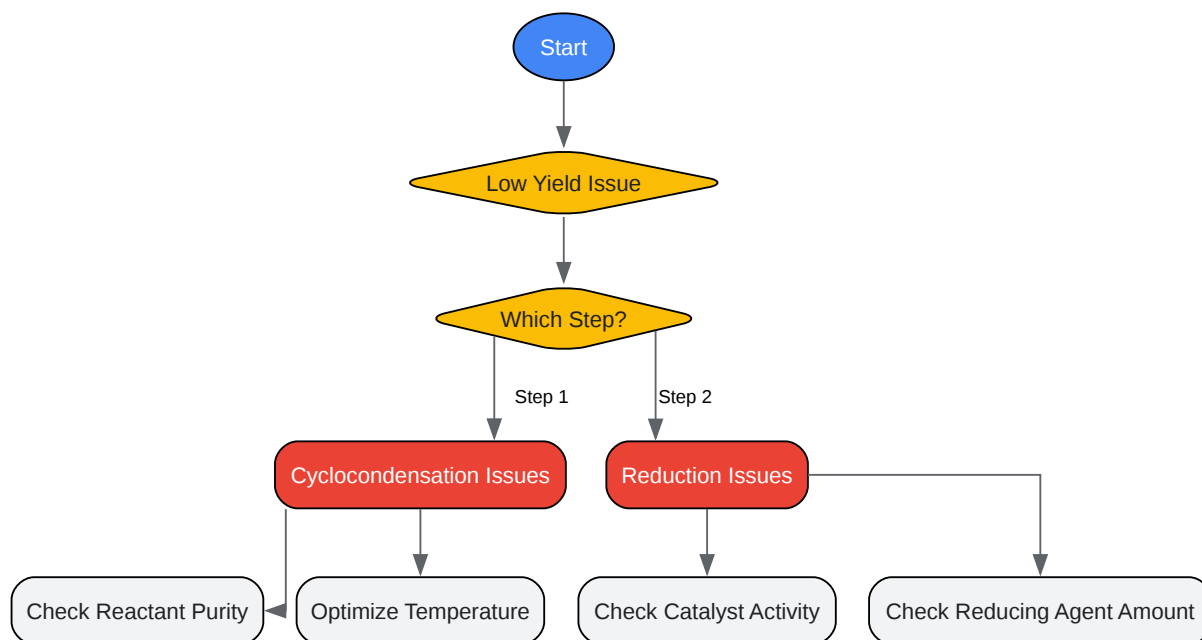 Start
Low Yield Issue
Which Step?
Step 1
Step 2
Cyclocondensation Issues
Reduction Issues
Check Reactant Purity
Optimize Temperature
Check Catalyst Activity
Check Reducing Agent Amount